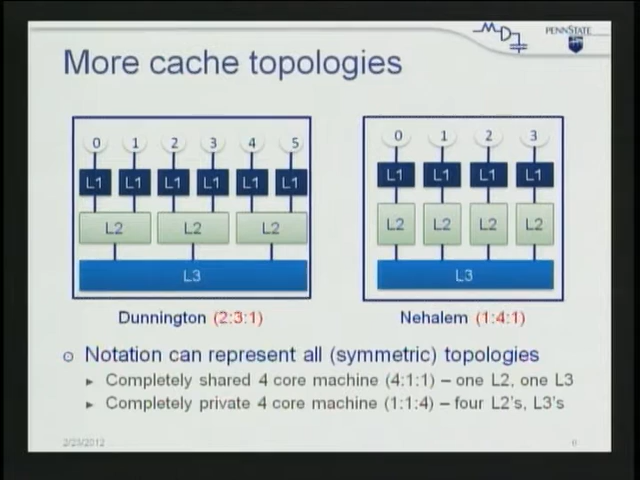 PENNSTATE
More cache topologies
0 1 2 3 4 5
L1 L1 L1 L1 L1 L1
L2 L2 L2
L3
Dunnington (2:3:1)
0 1 2 3
L1 L1 L1 L1
L2 L2 L2 L2
L3
Nehalem (1:4:1)
Notation can represent all (symmetric) topologies
Completely shared 4 core machine (4:1:1) – one L2, one L3
Completely private 4 core machine (1:1:4) – four L2's, L3's
2/23/2012